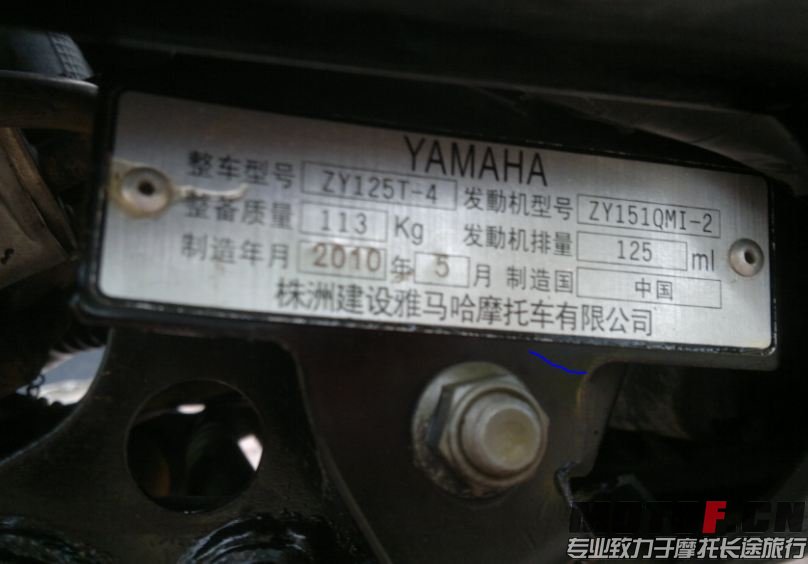 YAMAHA
整车型号 ZY125T-4 发動机型号 ZY151QMI-2
整备质量 113 Kg 发動机排量 125 ml
制造年月 2010 年 5 月 制造国 中国
株洲建设雅马哈摩托车有限公司
MOTOF.CN
专业致力于摩托长途旅行